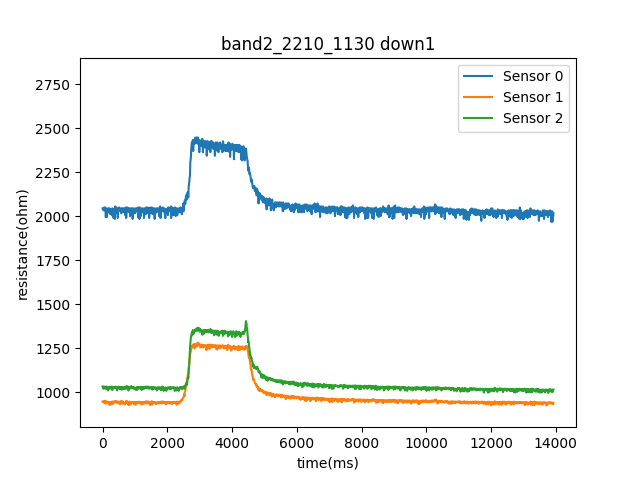 band2_2210_1130 down1
Sensor 0
Sensor 1
Sensor 2
2750
2500
2250
2000
1750
1500
1250
1000
resistance(ohm)
0 2000 4000 6000 8000 10000 12000 14000
time(ms)